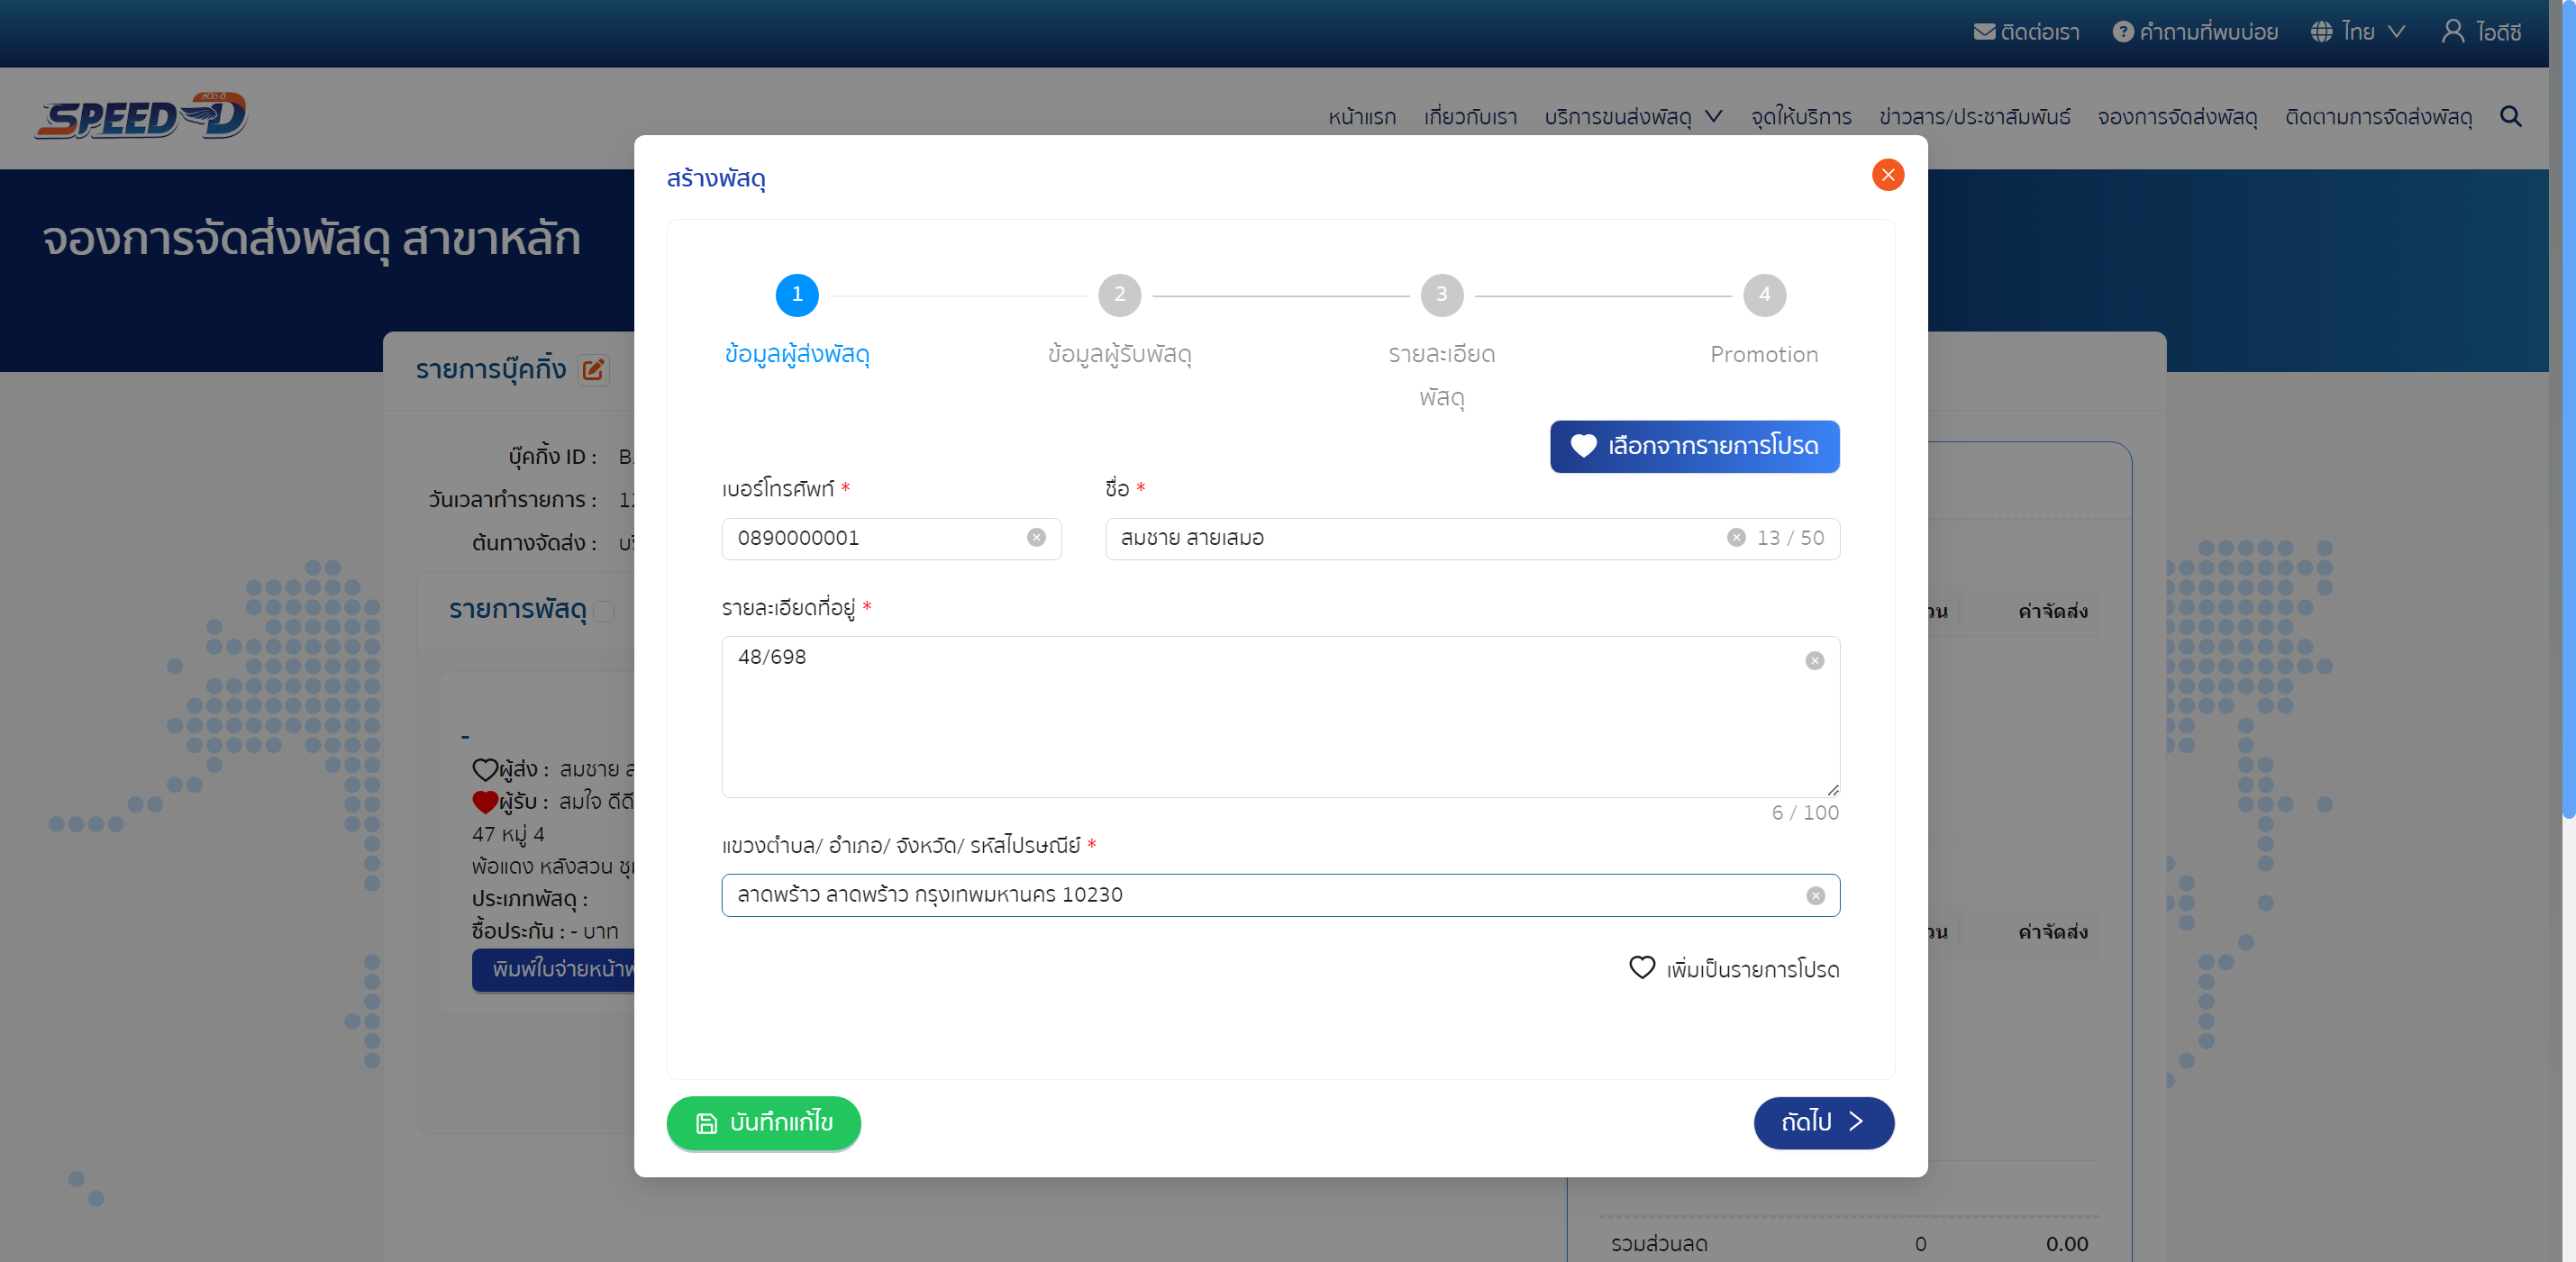 ติดต่อเรา คำถามที่พบบ่อย ไทย ไอดีซี
สปีด-ดี
SPEED-D
หน้าแรก เกี่ยวกับเรา บริการขนส่งพัสดุ จุดให้บริการ ข่าวสาร/ประชาสัมพันธ์ จองการจัดส่งพัสดุ ติดตามการจัดส่งพัสดุ
จองการจัดส่งพัสดุ สาขาหลัก
สร้างพัสดุ
1 2 3 4
ข้อมูลผู้ส่งพัสดุ ข้อมูลผู้รับพัสดุ รายละเอียด Promotion
พัสดุ
เลือกจากรายการโปรด
เบอร์โทรศัพท์ * ชื่อ *
0890000001 สมชาย สายเสมอ 13 / 50
รายละเอียดที่อยู่ *
48/698
6 / 100
แขวงตำบล/ อำเภอ/ จังหวัด/ รหัสไปรษณีย์ *
ลาดพร้าว ลาดพร้าว กรุงเทพมหานคร 10230
เพิ่มเป็นรายการโปรด
บันทึกแก้ไข ถัดไป
รายการบุ๊คกิ้ง
บุ๊คกิ้ง ID :
วันเวลาทำรายการ :
ต้นทางจัดส่ง :
รายการพัสดุ
-
ผู้ส่ง : สมชาย
ผู้รับ : สมใจ
47 หมู่ 4
พ้อแดง หลังสวน
ประเภทพัสดุ :
ซื้อประกัน : - บาท
พิมพ์ใบจ่ายหน้า
ค่าจัดส่ง
ค่าจัดส่ง
รวมส่วนลด 0 0.00